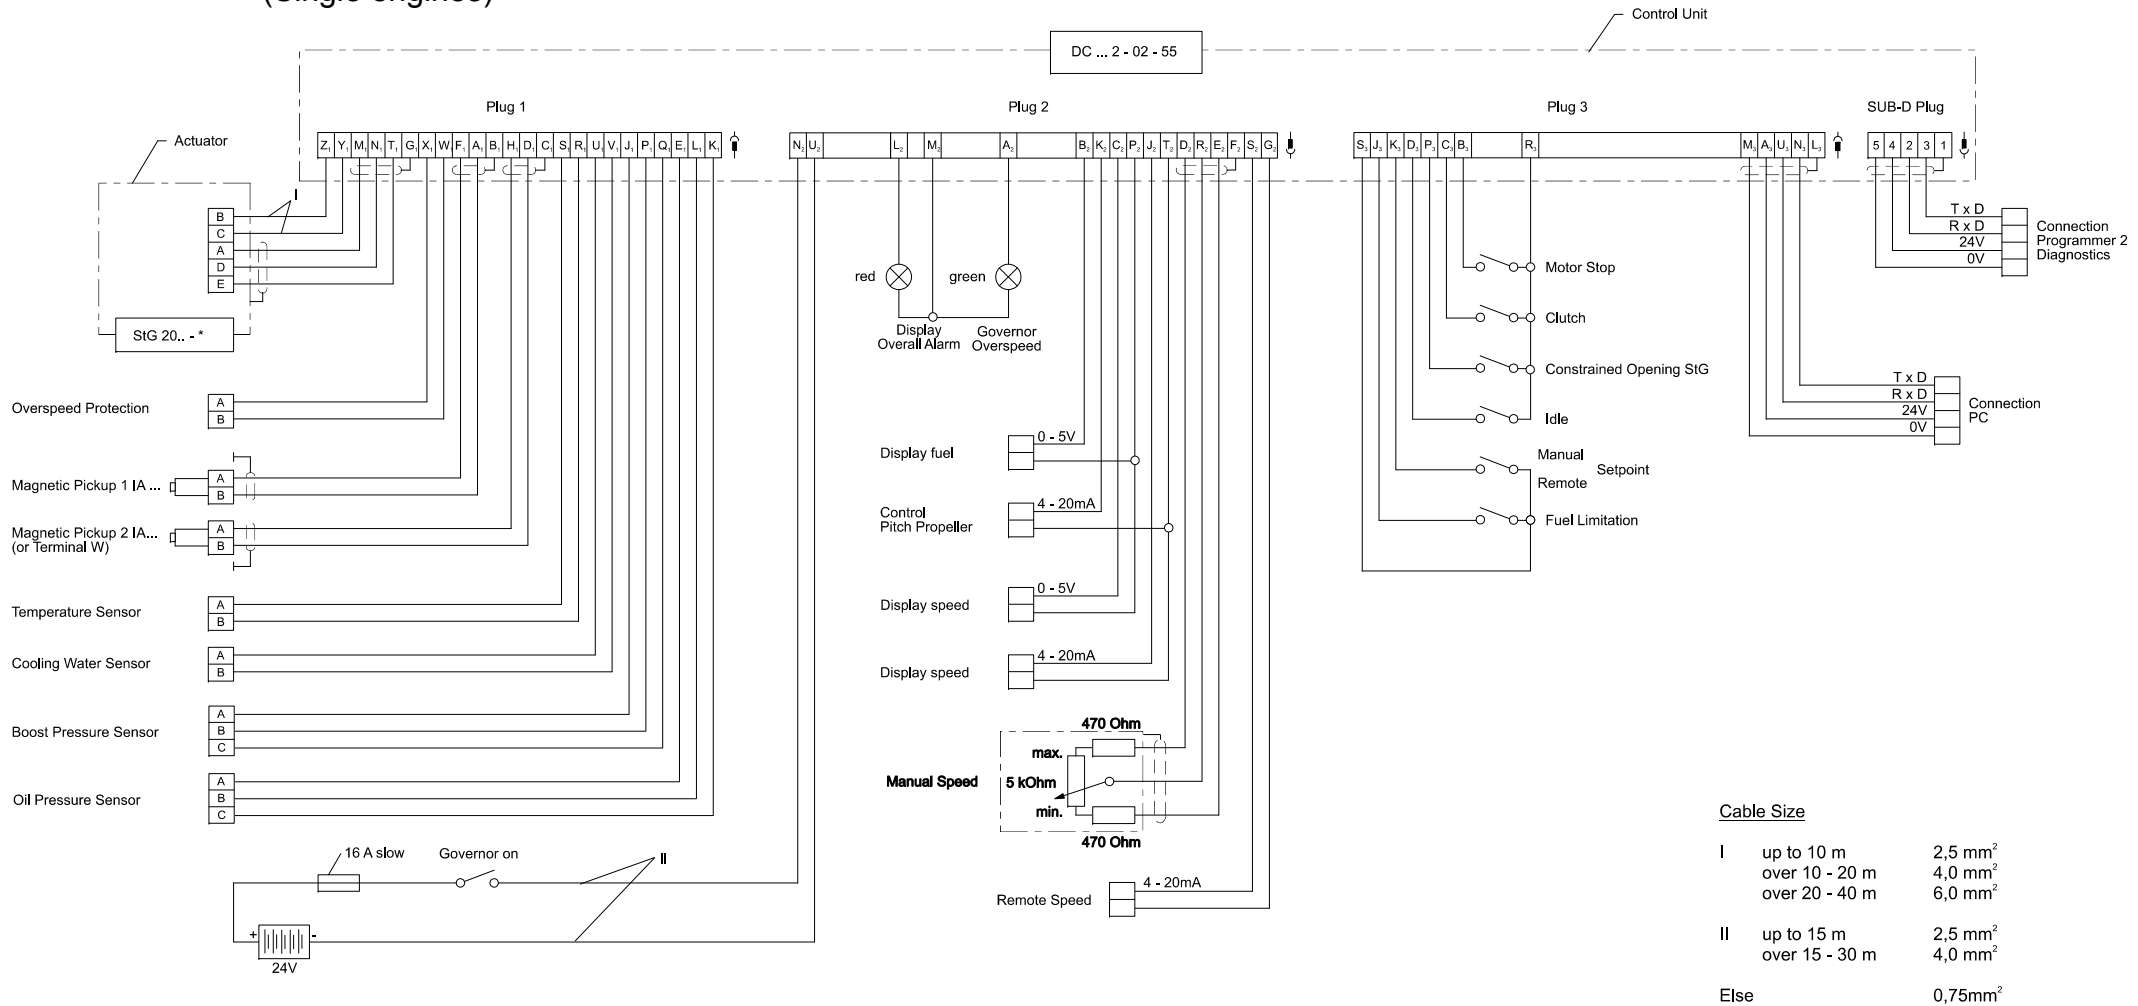 (Single engines)
Control Unit
DC ... 2 - 02 - 55
Plug 1
Plug 2
Plug 3
SUB-D Plug
Z₁ Y₁ M₁ N₁ T₁ G₁ X₁ W₁ F₁ A₁ B₁ H₁ D₁ C₁ S₁ R₁ U₁ V₁ J₁ P₁ Q₁ E₁ L₁ K₁
N₂ U₂ L₂ M₂ A₂ B₂ K₂ C₂ P₂ J₂ T₂ D₂ R₂ E₂ F₂ S₂ G₂
S₃ J₃ K₃ D₃ P₃ C₃ B₃ R₃ M₃ A₃ U₃ N₃ L₃
5 4 2 3 1
Actuator
I
B
C
A
D
E
StG 20.. - *
Overspeed Protection
A
B
Magnetic Pickup 1 IA ...
A
B
Magnetic Pickup 2 IA...
(or Terminal W)
A
B
Temperature Sensor
A
B
Cooling Water Sensor
A
B
Boost Pressure Sensor
A
B
C
Oil Pressure Sensor
A
B
C
16 A slow
Governor on
II
+
-
24V
red
green
Display
Overall Alarm
Governor
Overspeed
Display fuel
0 - 5V
Control
Pitch Propeller
4 - 20mA
Display speed
0 - 5V
Display speed
4 - 20mA
470 Ohm
max.
Manual Speed
5 kOhm
min.
470 Ohm
Remote Speed
4 - 20mA
Motor Stop
Clutch
Constrained Opening StG
Idle
Manual
Setpoint
Remote
Fuel Limitation
T x D
R x D
24V
0V
Connection
Programmer 2
Diagnostics
T x D
R x D
24V
0V
Connection
PC
Cable Size
I up to 10 m 2,5 mm²
over 10 - 20 m 4,0 mm²
over 20 - 40 m 6,0 mm²
II up to 15 m 2,5 mm²
over 15 - 30 m 4,0 mm²
Else 0,75mm²